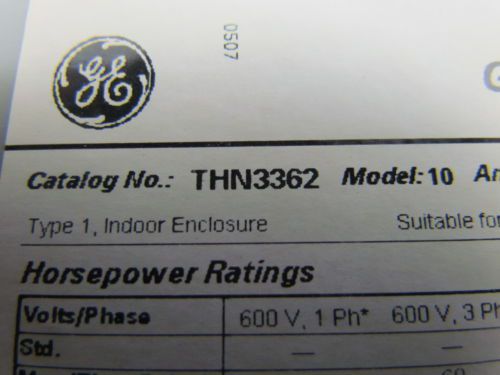 GE
0507
Catalog No.: THN3362 Model: 10
Type 1, Indoor Enclosure Suitable for
Horsepower Ratings
Volts/Phase 600 V, 1 Ph* 600 V, 3 Ph
Std. — —